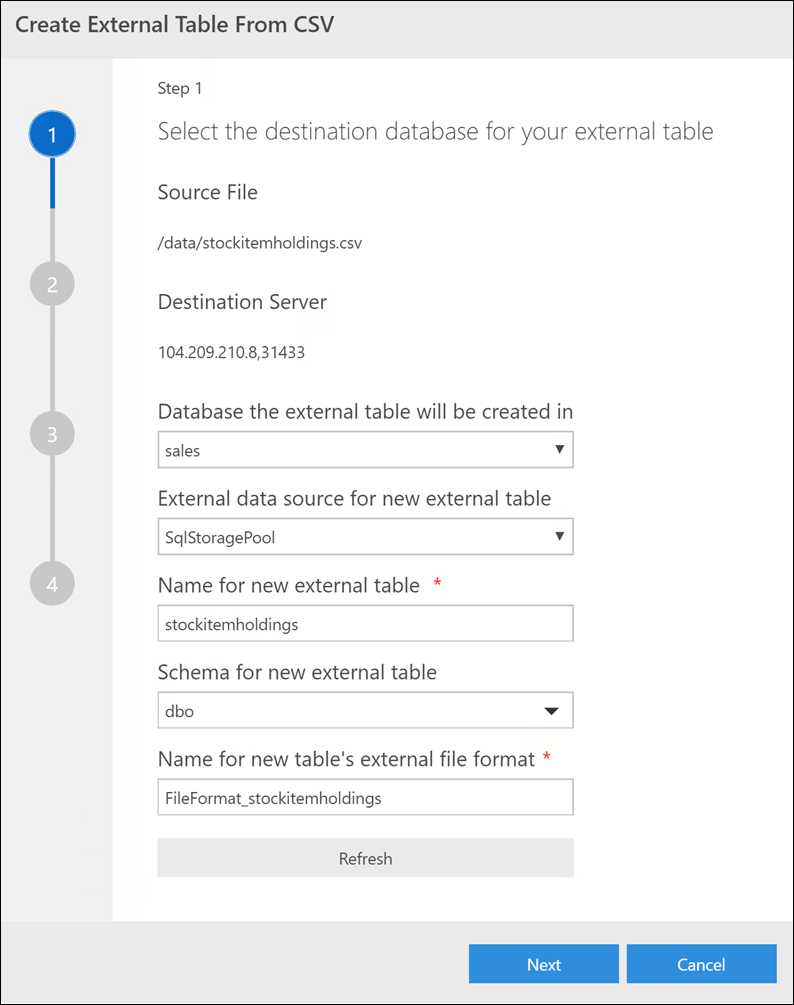 Create External Table From CSV
Step 1
1
Select the destination database for your external table
Source File
/data/stockitemholdings.csv
2
Destination Server
104.209.210.8,31433
Database the external table will be created in
3
sales
External data source for new external table
SqlStoragePool
Name for new external table *
4
stockitemholdings
Schema for new external table
dbo
Name for new table's external file format *
FileFormat_stockitemholdings
Refresh
Next
Cancel